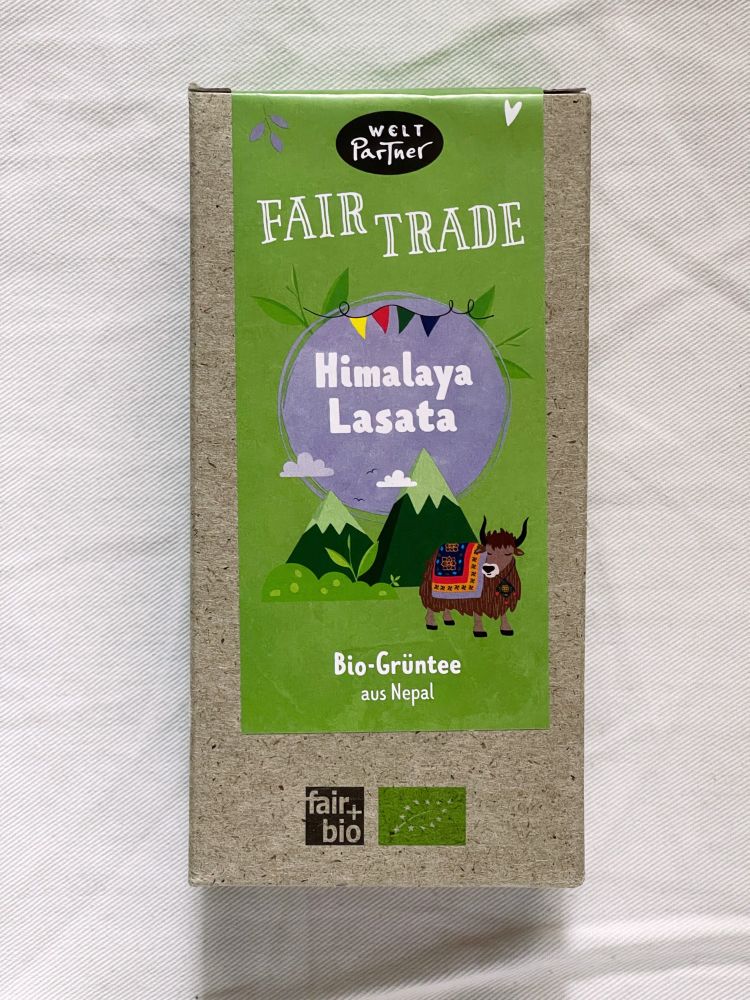 WELT
Partner
FAIR TRADE
Himalaya
Lasata
Bio-Grüntee
aus Nepal
fair+
bio